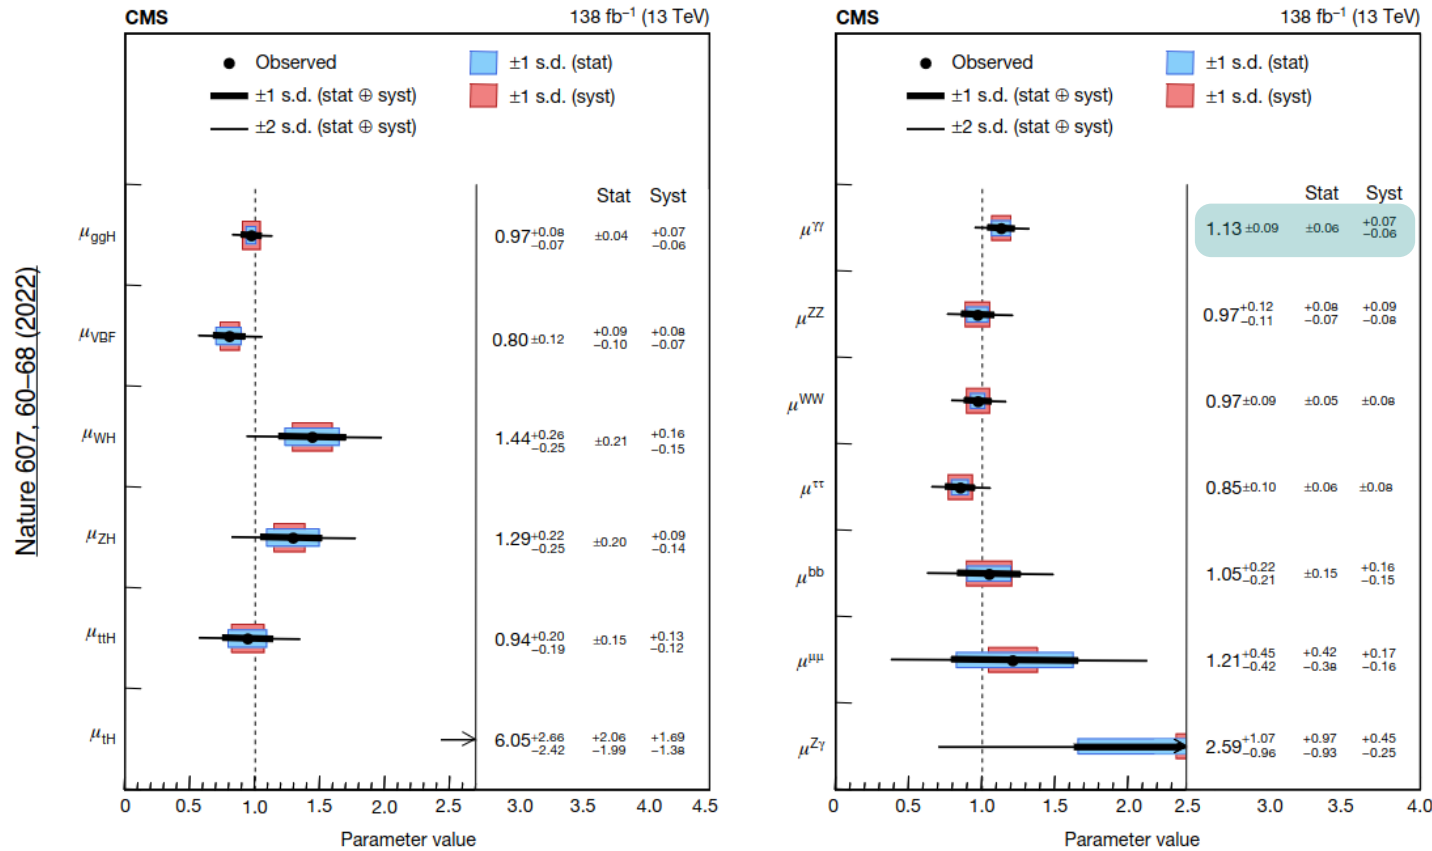 Nature 607, 60–68 (2022)
CMS 138 fb⁻¹ (13 TeV)
Observed
±1 s.d. (stat ⊕ syst)
±2 s.d. (stat ⊕ syst)
±1 s.d. (stat)
±1 s.d. (syst)
Stat Syst
μggH 0.97 +0.08 −0.07 ±0.04 +0.07 −0.06
μVBF 0.80 ±0.12 +0.09 −0.10 +0.08 −0.07
μWH 1.44 +0.26 −0.25 ±0.21 +0.16 −0.15
μZH 1.29 +0.22 −0.25 ±0.20 +0.09 −0.14
μttH 0.94 +0.20 −0.19 ±0.15 +0.13 −0.12
μtH 6.05 +2.66 −2.42 +2.06 −1.99 +1.69 −1.38
0 0.5 1.0 1.5 2.0 2.5 3.0 3.5 4.0 4.5
Parameter value
CMS 138 fb⁻¹ (13 TeV)
Observed
±1 s.d. (stat ⊕ syst)
±2 s.d. (stat ⊕ syst)
±1 s.d. (stat)
±1 s.d. (syst)
Stat Syst
μγγ 1.13 ±0.09 ±0.06 +0.07 −0.06
μZZ 0.97 +0.12 −0.11 +0.08 −0.07 +0.09 −0.08
μWW 0.97 ±0.09 ±0.05 ±0.08
μττ 0.85 ±0.10 ±0.06 ±0.08
μbb 1.05 +0.22 −0.21 ±0.15 +0.16 −0.15
μμμ 1.21 +0.45 −0.42 +0.42 −0.38 +0.17 −0.16
μZγ 2.59 +1.07 −0.96 +0.97 −0.93 +0.45 −0.25
0 0.5 1.0 1.5 2.0 2.5 3.0 3.5 4.0
Parameter value